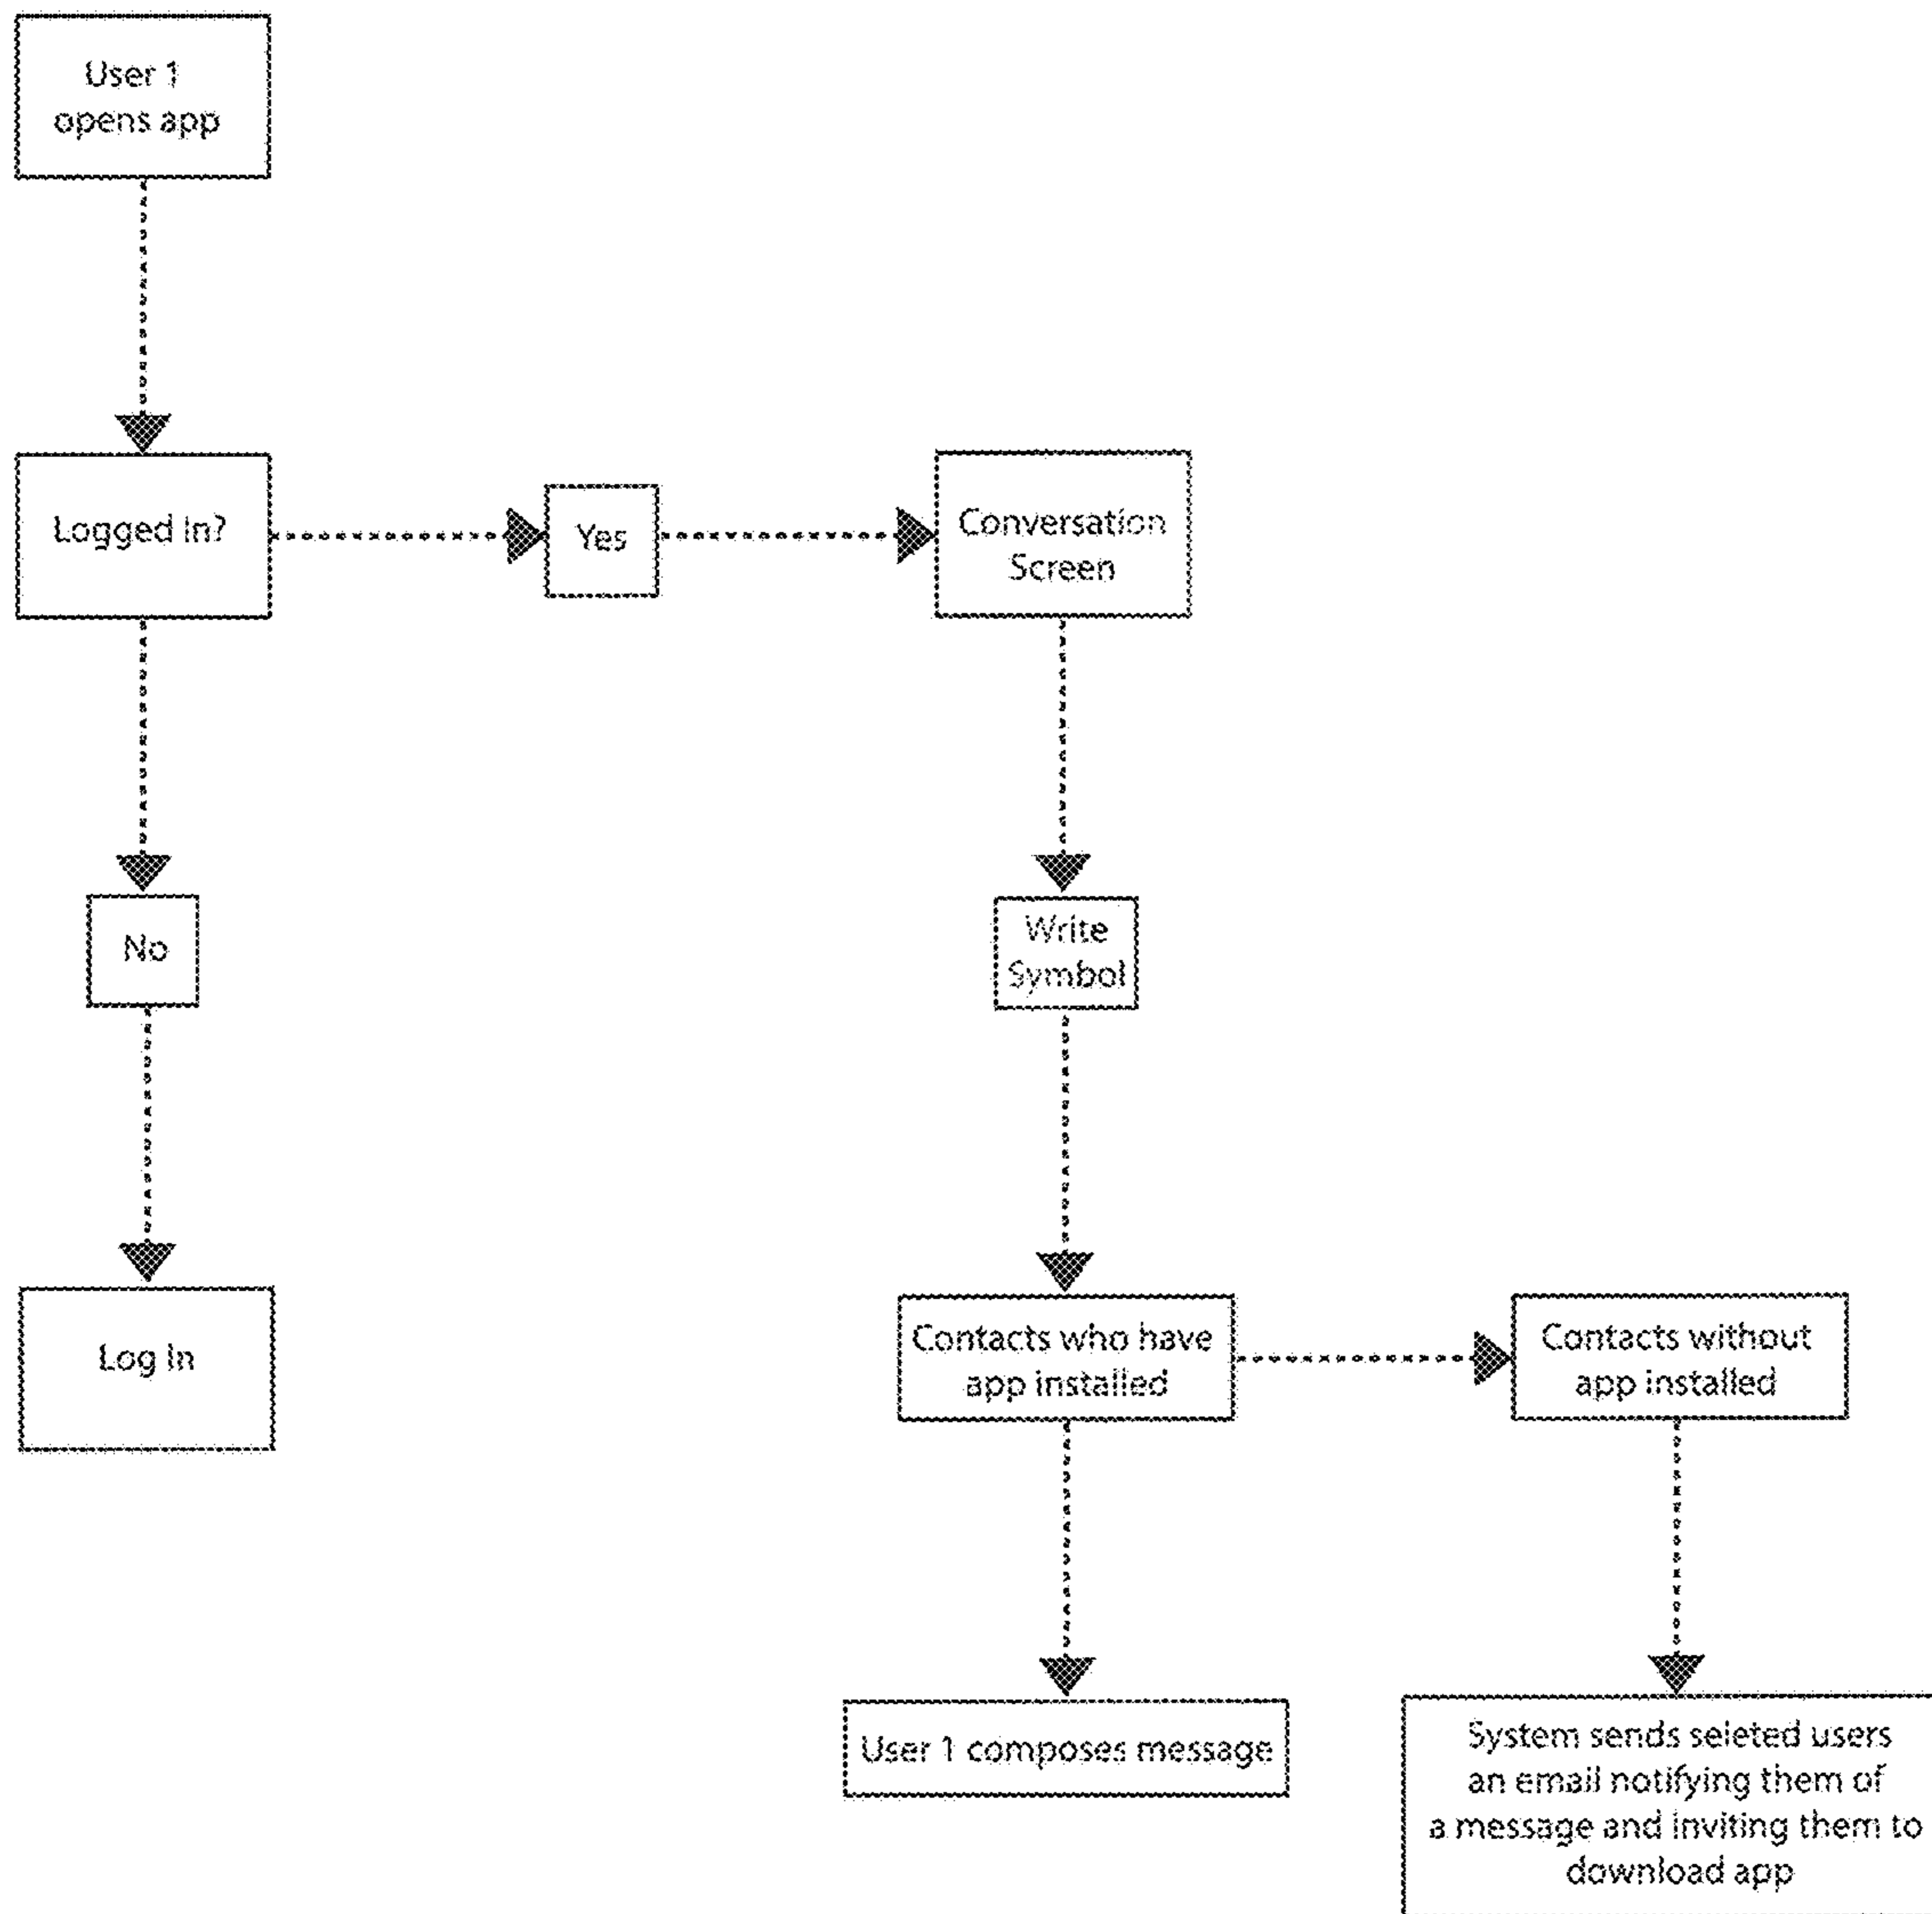 User 1
opens app
Logged in?
Yes
Conversation
Screen
No
Write
Symbol
Log in
Contacts who have
app installed
Contacts without
app installed
User 1 composes message
System sends seleted users
an email notifying them of
a message and inviting them to
download app